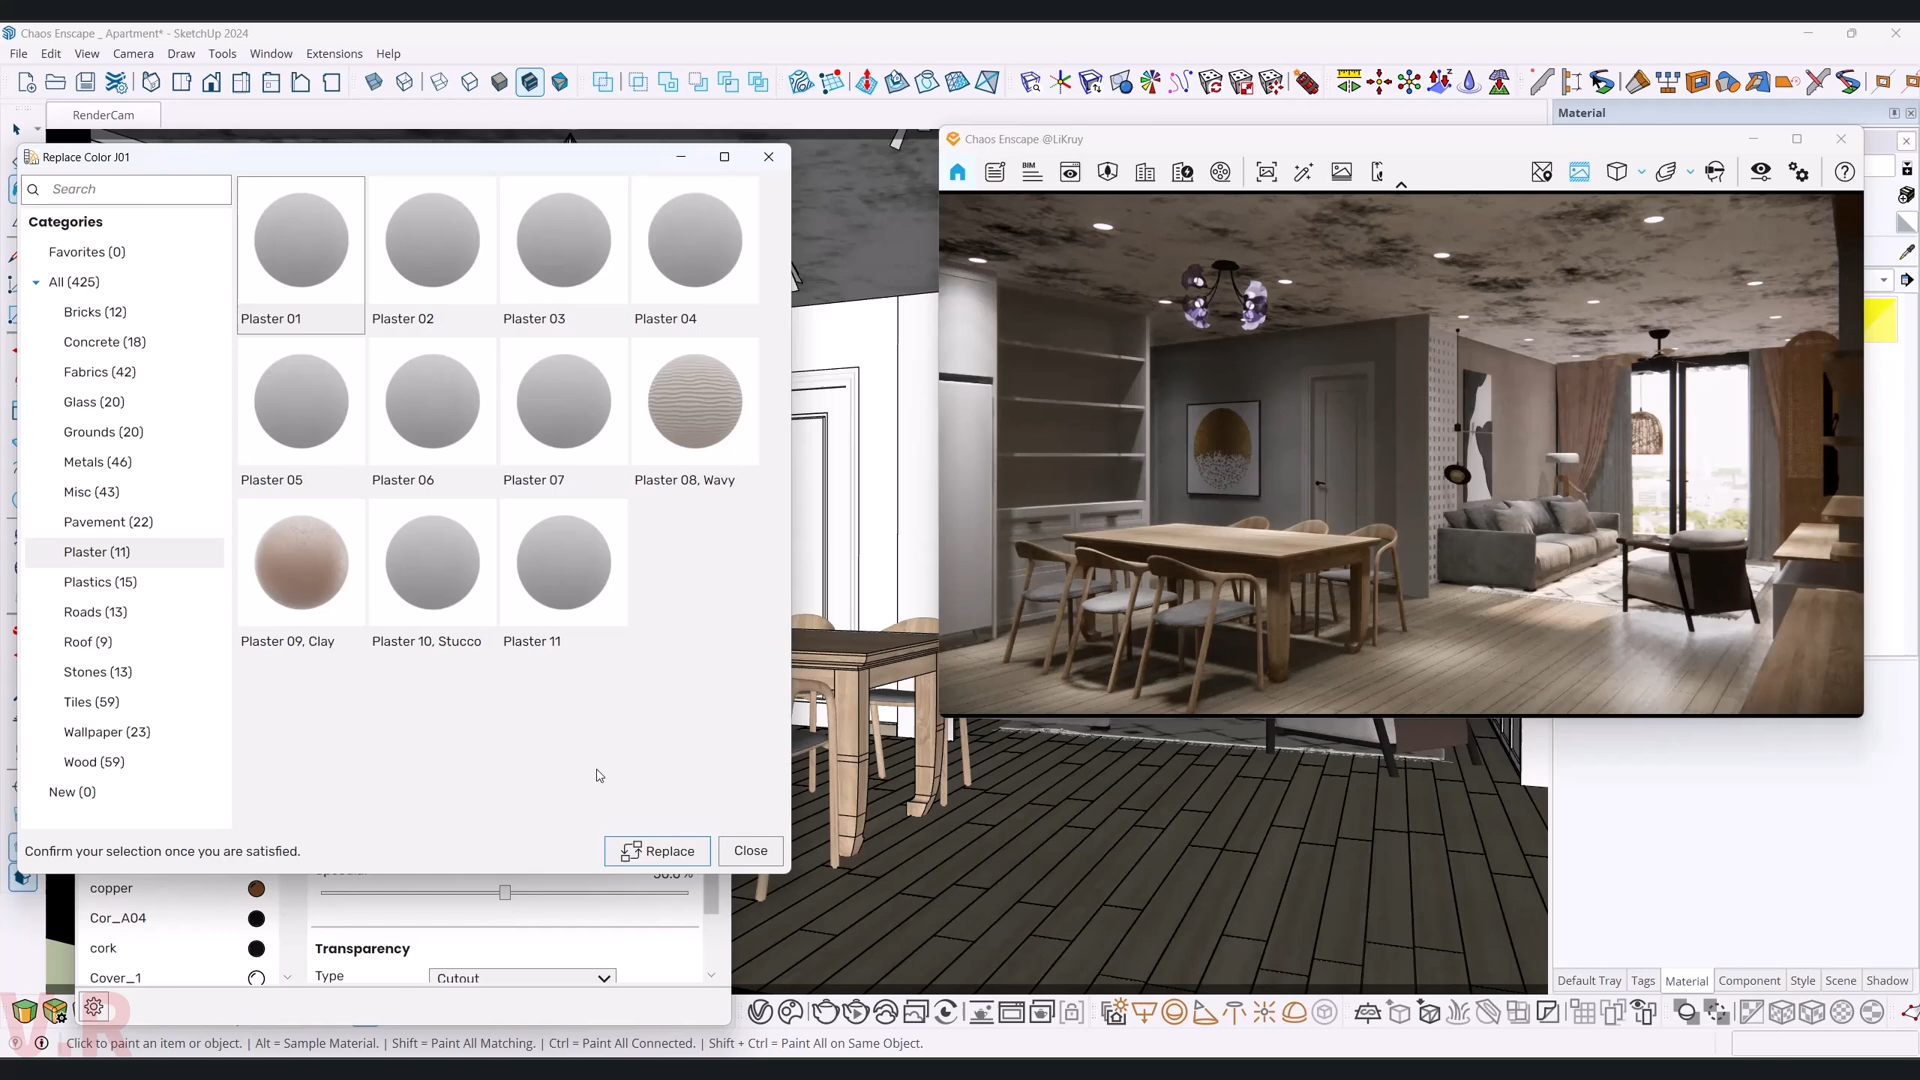 Chaos Enscape _ Apartment* - SketchUp 2024
File Edit View Camera Draw Tools Window Extensions Help
RenderCam
Material
Replace Color J01
Search
Categories
Favorites (0)
All (425)
Bricks (12)
Concrete (18)
Fabrics (42)
Glass (20)
Grounds (20)
Metals (46)
Misc (43)
Pavement (22)
Plaster (11)
Plastics (15)
Roads (13)
Roof (9)
Stones (13)
Tiles (59)
Wallpaper (23)
Wood (59)
New (0)
Plaster 01
Plaster 02
Plaster 03
Plaster 04
Plaster 05
Plaster 06
Plaster 07
Plaster 08, Wavy
Plaster 09, Clay
Plaster 10, Stucco
Plaster 11
Confirm your selection once you are satisfied.
Replace
Close
Chaos Enscape @LiKruy
BIM
copper
Cor_A04
cork
Cover_1
Transparency
Type
Cutout
Default Tray Tags Material Component Style Scene Shadow
V.R
Click to paint an item or object. | Alt = Sample Material. | Shift = Paint All Matching. | Ctrl = Paint All Connected. | Shift + Ctrl = Paint All on Same Object.